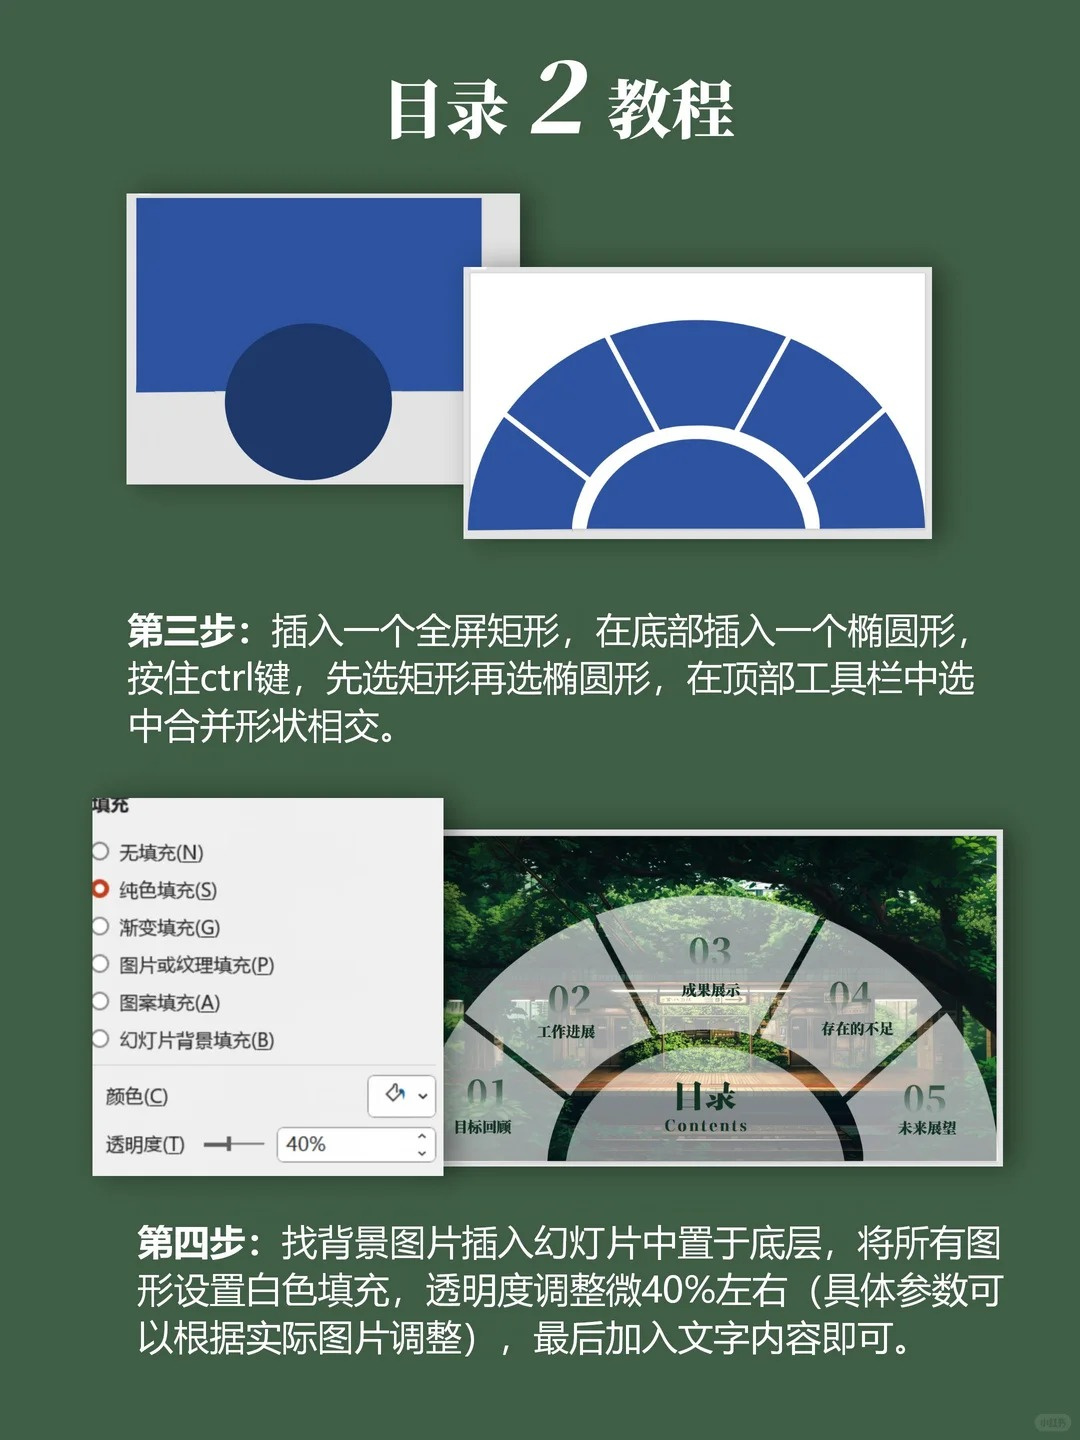 目录 2 教程
第三步：插入一个全屏矩形，在底部插入一个椭圆形，
按住ctrl键，先选矩形再选椭圆形，在顶部工具栏中选
中合并形状相交。
填充
无填充(N)
纯色填充(S)
渐变填充(G)
图片或纹理填充(P)
图案填充(A)
幻灯片背景填充(B)
颜色(C)
透明度(T) 40%
01
目标回顾
02
工作进展
03
成果展示
04
存在的不足
05
未来展望
目录
Contents
第四步：找背景图片插入幻灯片中置于底层，将所有图
形设置白色填充，透明度调整微40%左右（具体参数可
以根据实际图片调整），最后加入文字内容即可。
小红书